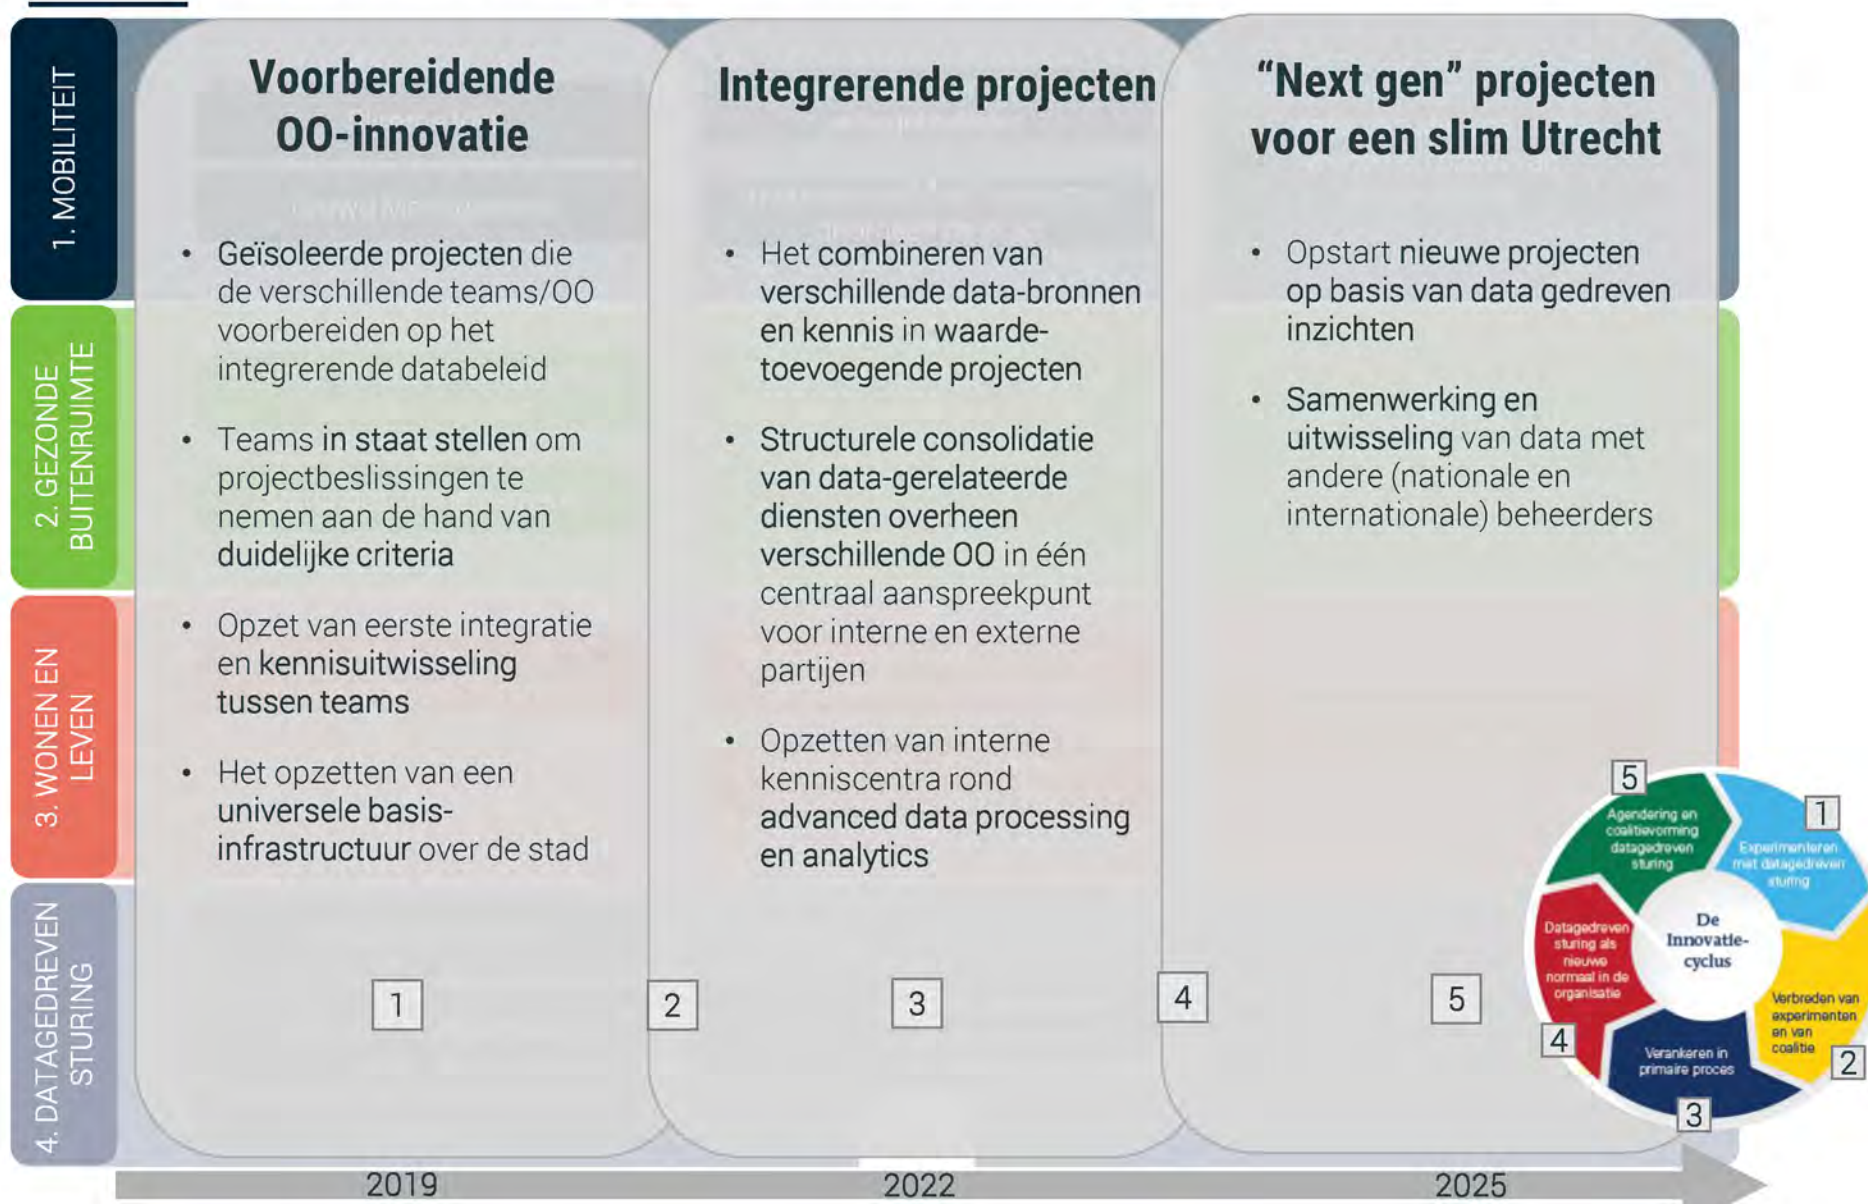 1. MOBILITEIT
2. GEZONDE
BUITENRUIMTE
3. WONEN EN
LEVEN
4. DATAGEDREVEN
STURING
Voorbereidende
OO-innovatie
• Geïsoleerde projecten die
de verschillende teams/OO
voorbereiden op het
integrerende databeleid
• Teams in staat stellen om
projectbeslissingen te
nemen aan de hand van
duidelijke criteria
• Opzet van eerste integratie
en kennisuitwisseling
tussen teams
• Het opzetten van een
universele basis-
infrastructuur over de stad
Integrerende projecten
• Het combineren van
verschillende data-bronnen
en kennis in waarde-
toevoegende projecten
• Structurele consolidatie
van data-gerelateerde
diensten overheen
verschillende OO in één
centraal aanspreekpunt
voor interne en externe
partijen
• Opzetten van interne
kenniscentra rond
advanced data processing
en analytics
“Next gen” projecten
voor een slim Utrecht
• Opstart nieuwe projecten
op basis van data gedreven
inzichten
• Samenwerking en
uitwisseling van data met
andere (nationale en
internationale) beheerders
1
2
3
4
5
5
Agendering en
coalitievorming
datagedreven
sturing
1
Experimenteren
met datagedreven
sturing
De
Innovatie-
cyclus
Datagedreven
sturing als
nieuwe
normaal in de
organisatie
4
Verbreden van
experimenten
en van
coalitie
2
Verankeren in
primaire proces
3
2019
2022
2025